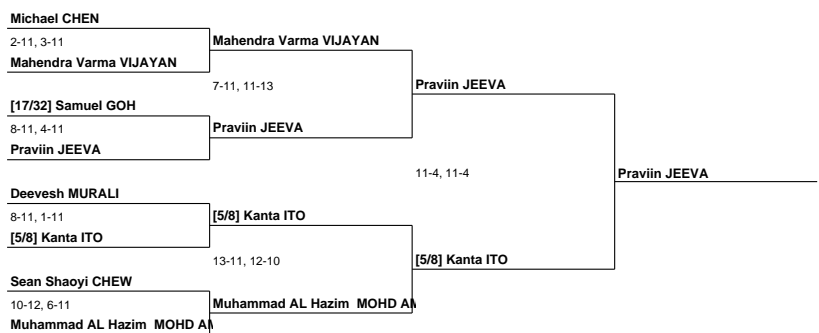 Michael CHEN
2-11, 3-11
Mahendra Varma VIJAYAN
Mahendra Varma VIJAYAN
7-11, 11-13
Praviin JEEVA
[17/32] Samuel GOH
8-11, 4-11
Praviin JEEVA
Praviin JEEVA
11-4, 11-4
Praviin JEEVA
Deevesh MURALI
8-11, 1-11
[5/8] Kanta ITO
[5/8] Kanta ITO
13-11, 12-10
[5/8] Kanta ITO
Sean Shaoyi CHEW
10-12, 6-11
Muhammad AL Hazim MOHD
Muhammad AL Hazim MOHD